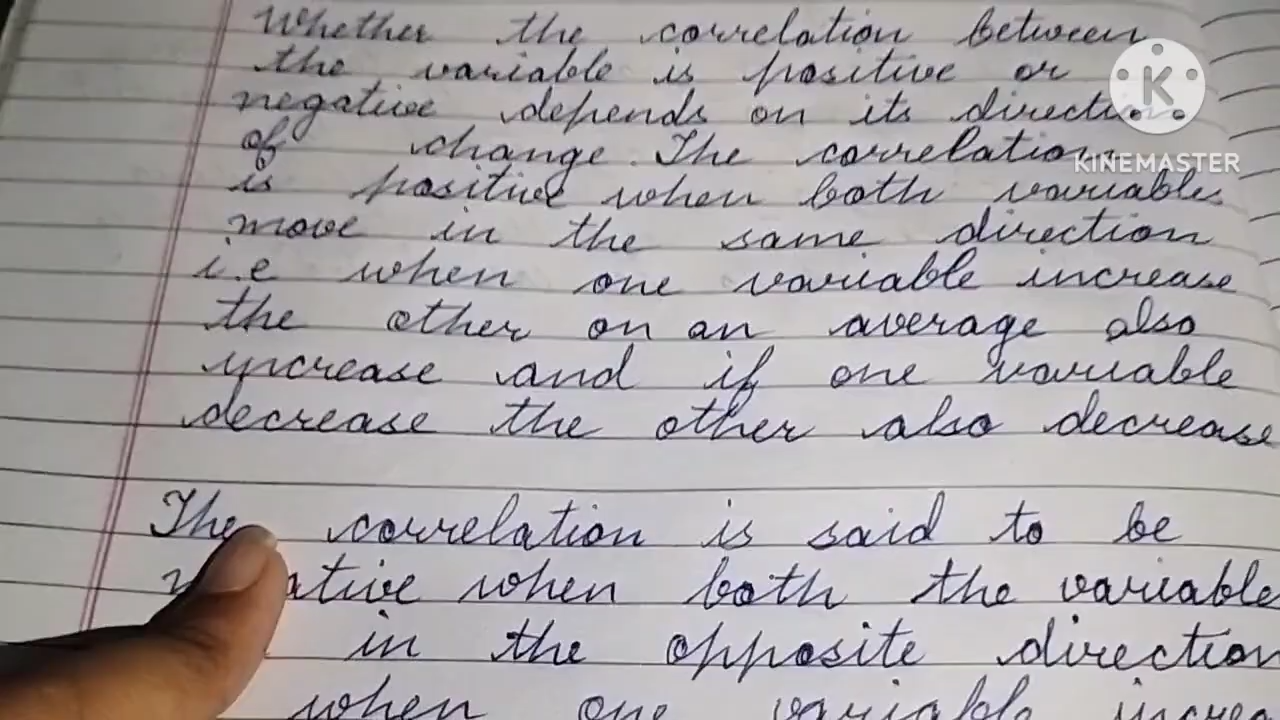 Whether the correlation between
the variable is positive or
negative depends on its direction
of change. The correlation
is positive when both variables
move in the same direction
i.e when one variable increase
the other on an average also
increase and if one variable
decrease the other also decrease
The correlation is said to be
when both the variable
in the opposite direction
when one variable
K
KINEMASTER